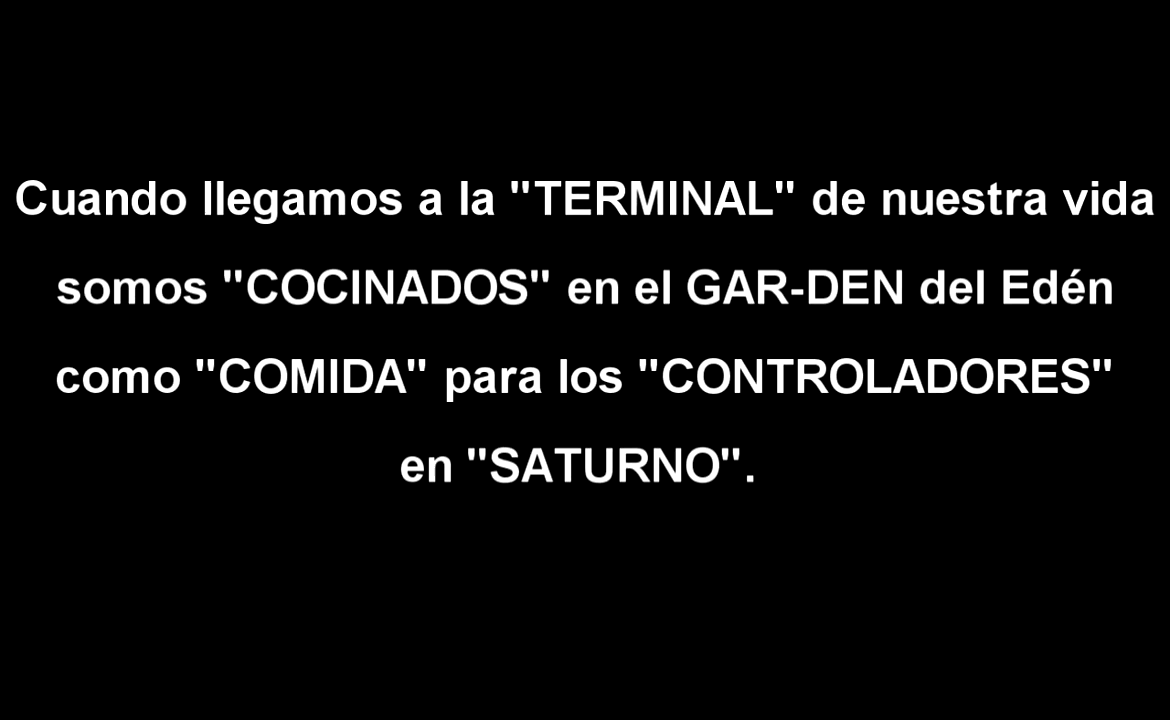 Cuando llegamos a la "TERMINAL" de nuestra vida
somos "COCINADOS" en el GAR-DEN del Edén
como "COMIDA" para los "CONTROLADORES"
en "SATURNO".